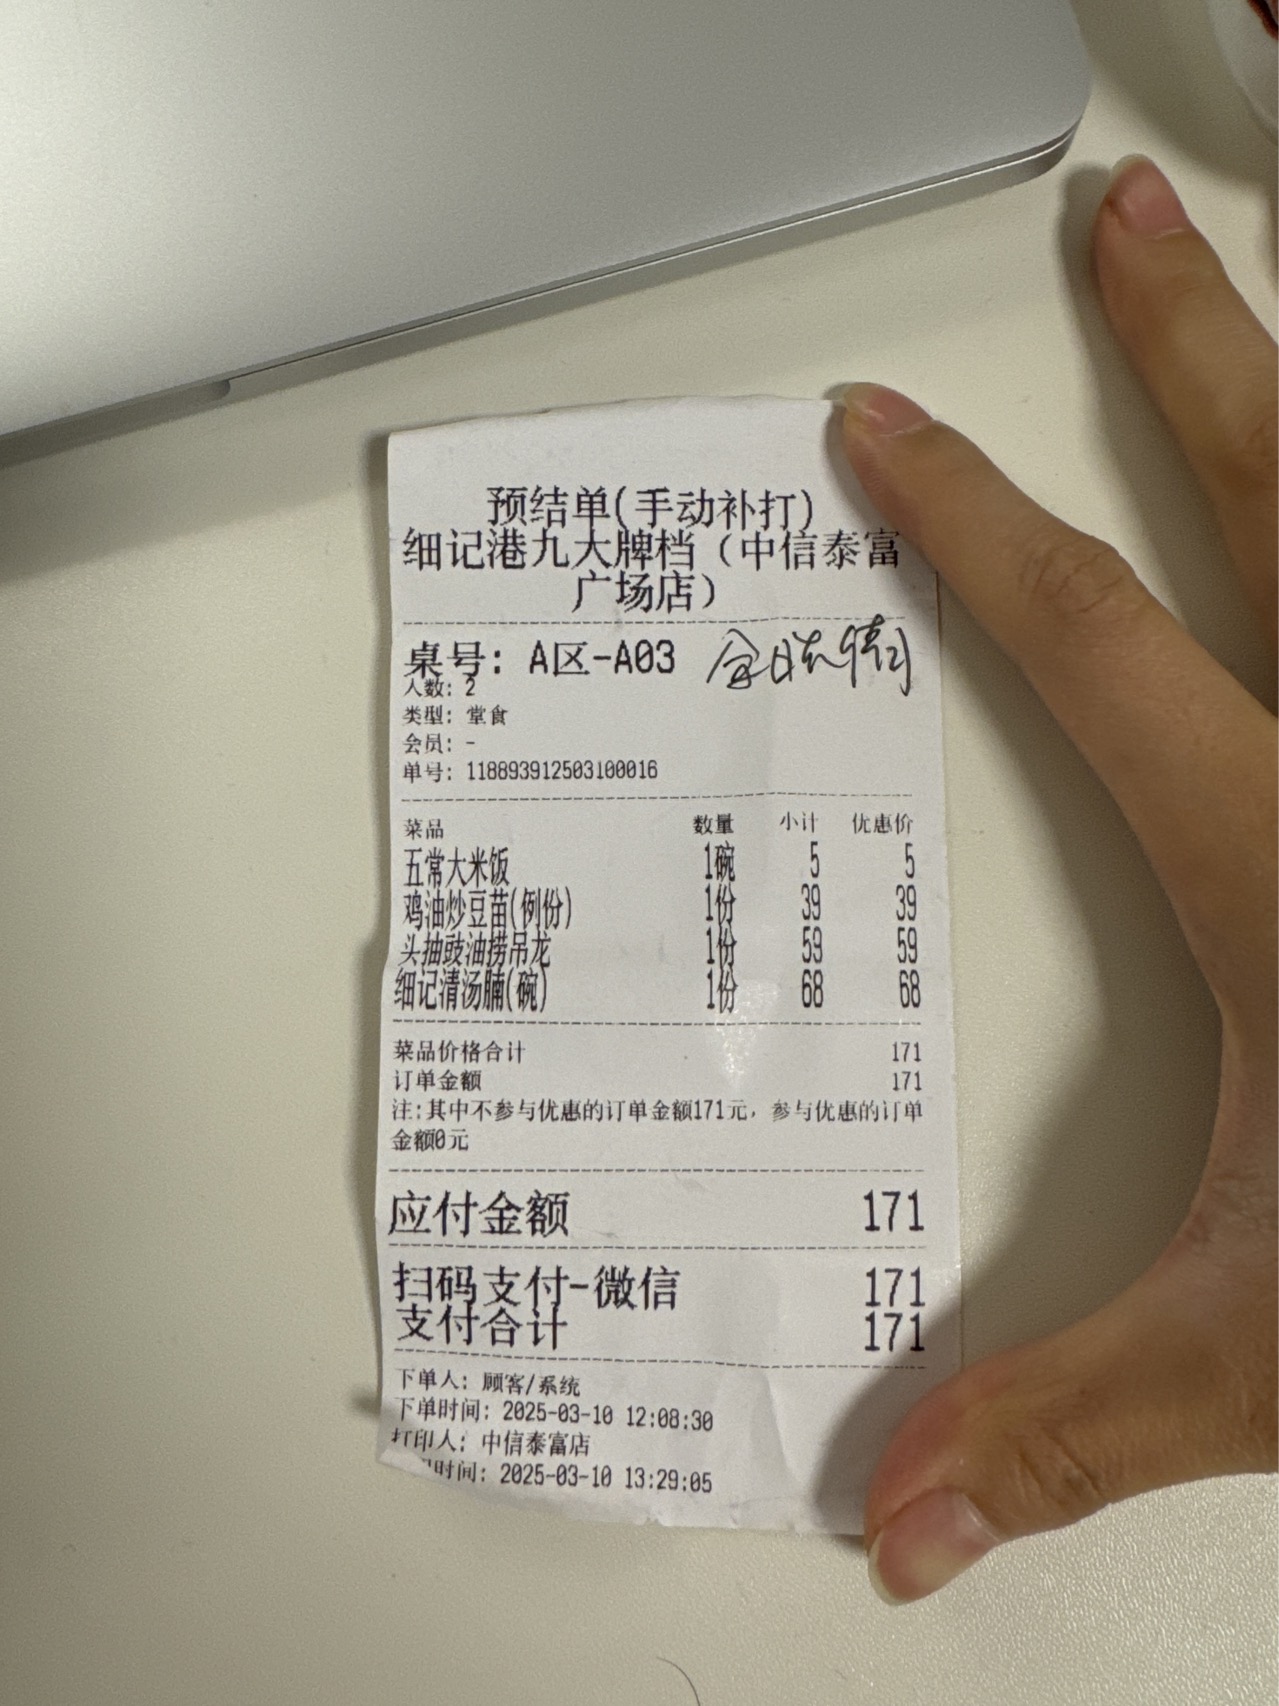 预结单(手动补打)
细记港九大牌档（中信泰富
广场店）
桌号: A区-A03
人数: 2
类型: 堂食
会员: -
单号: 118893912503100016
菜品 数量 小计 优惠价
五常大米饭 1碗 5 5
鸡油炒豆苗(例份) 1份 39 39
头抽豉油捞吊龙 1份 59 59
细记清汤腩(碗) 1份 68 68
菜品价格合计 171
订单金额 171
注:其中不参与优惠的订单金额171元, 参与优惠的订单
金额0元
应付金额 171
扫码支付-微信 171
支付合计 171
下单人: 顾客/系统
下单时间: 2025-03-10 12:08:30
打印人: 中信泰富店
时间: 2025-03-10 13:29:05